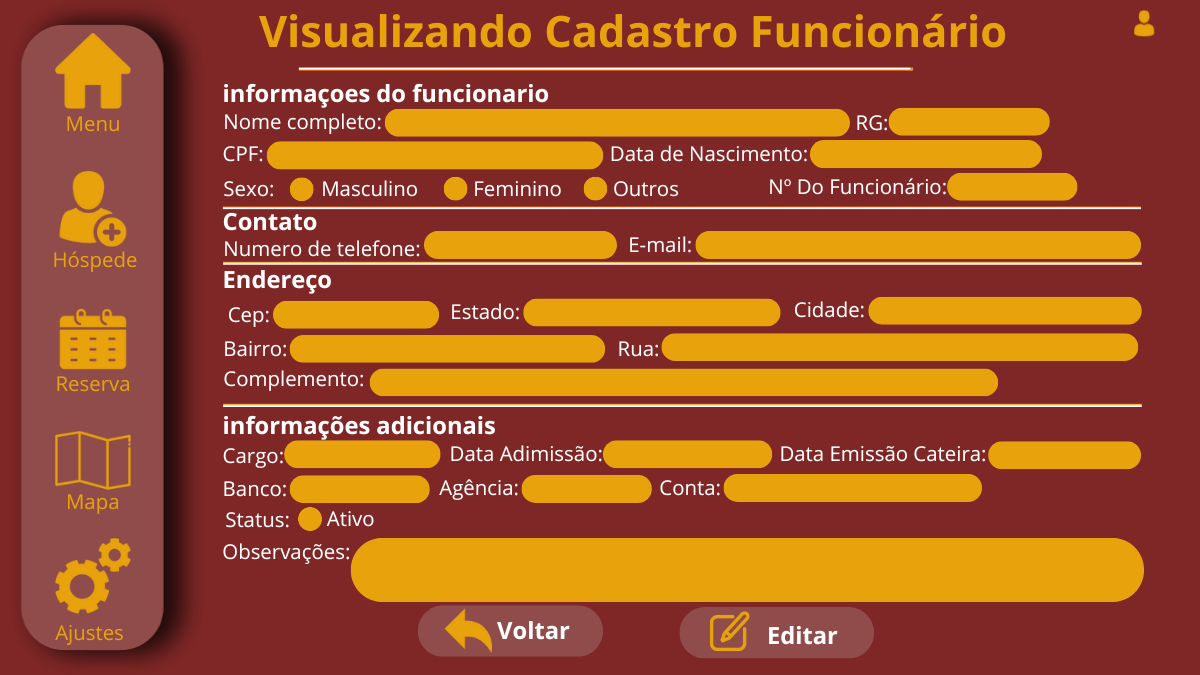 Visualizando Cadastro Funcionário
Menu
Hóspede
Reserva
Mapa
Ajustes
informaçoes do funcionario
Nome completo: RG:
CPF: Data de Nascimento:
Sexo: Masculino Feminino Outros Nº Do Funcionário:
Contato
Numero de telefone: E-mail:
Endereço
Cep: Estado: Cidade:
Bairro: Rua:
Complemento:
informações adicionais
Cargo: Data Adimissão: Data Emissão Cateira:
Banco: Agência: Conta:
Status: Ativo
Observações:
Voltar Editar